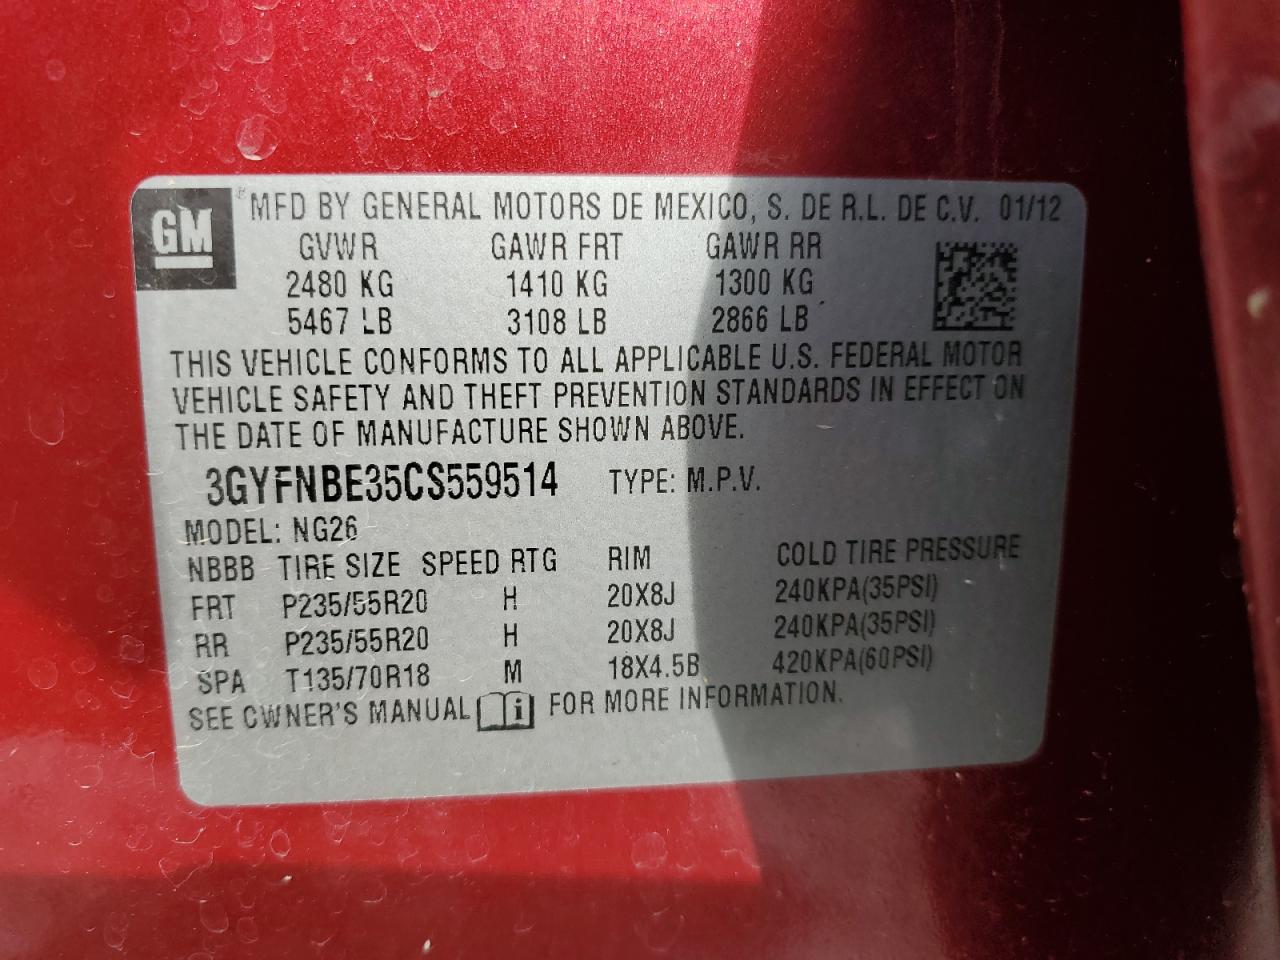 GM
® MFD BY GENERAL MOTORS DE MEXICO, S. DE R.L. DE C.V. 01/12
GVWR GAWR FRT GAWR RR
2480 KG 1410 KG 1300 KG
5467 LB 3108 LB 2866 LB
THIS VEHICLE CONFORMS TO ALL APPLICABLE U.S. FEDERAL MOTOR
VEHICLE SAFETY AND THEFT PREVENTION STANDARDS IN EFFECT ON
THE DATE OF MANUFACTURE SHOWN ABOVE.
3GYFNBE35CS559514 TYPE: M.P.V.
MODEL: NG26
NBBB TIRE SIZE SPEED RTG RIM COLD TIRE PRESSURE
FRT P235/55R20 H 20X8J 240KPA(35PSI)
RR P235/55R20 H 20X8J 240KPA(35PSI)
SPA T135/70R18 M 18X4.5B 420KPA(60PSI)
SEE OWNER'S MANUAL i FOR MORE INFORMATION.